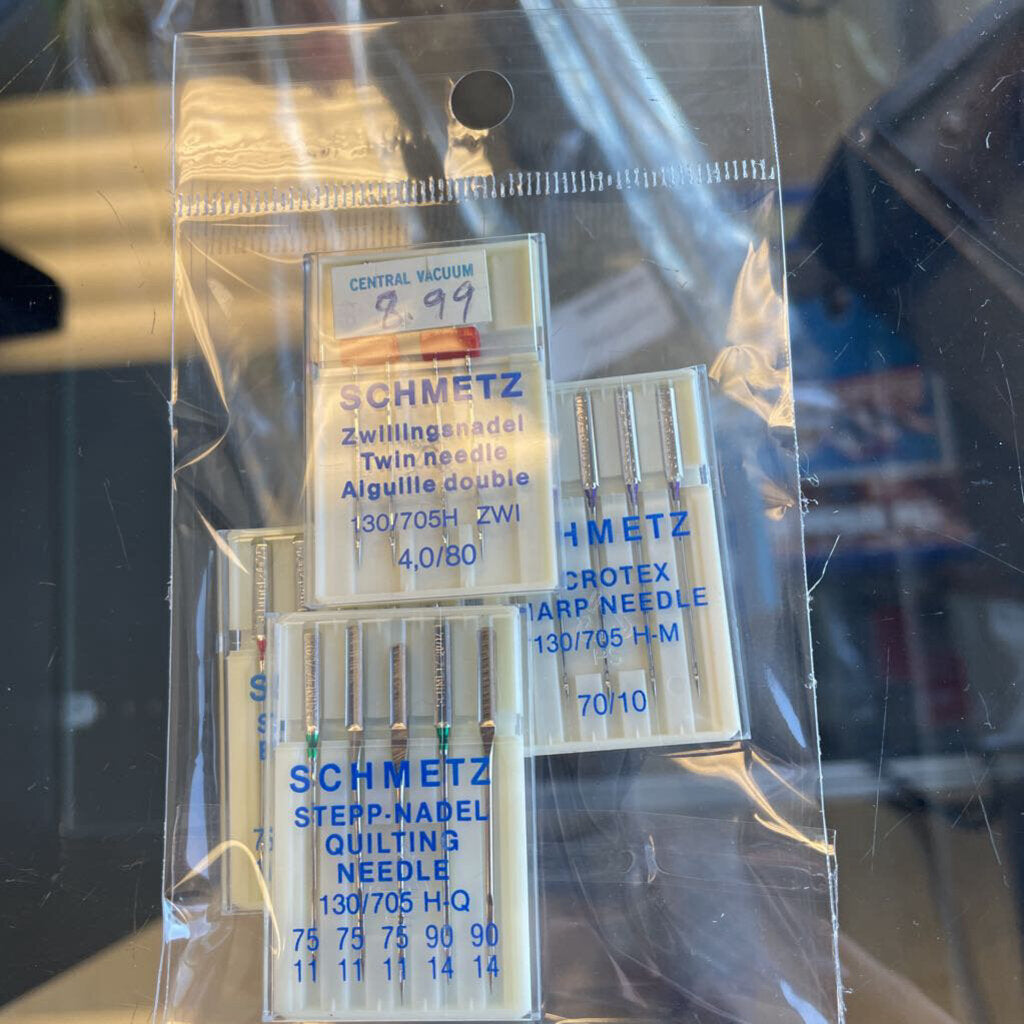 CENTRAL VACUUM
8.99
SCHMETZ
Zwillingsnadel
Twin needle
Aiguille double
130/705H ZWI
4,0/80
HMETZ
CROTEX
HARP NEEDLE
130/705 H-M
70/10
S
S
E
75
SCHMETZ
STEPP-NADEL
QUILTING
NEEDLE
130/705 H-Q
75 75 75 90 90
11 11 11 14 14